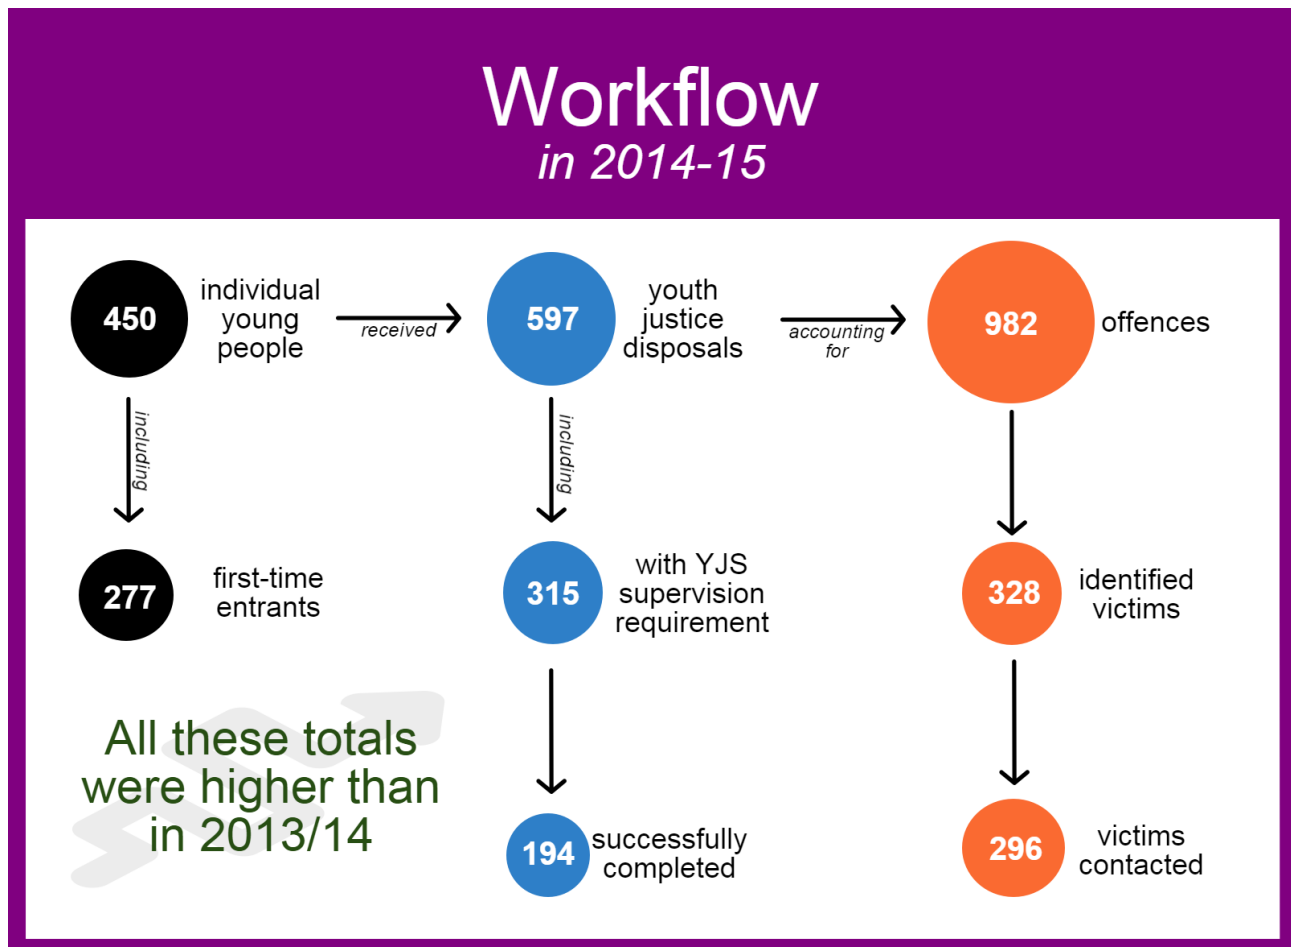 Workflow
in 2014-15
450
individual
young
people
received
597
youth
justice
disposals
accounting
for
982
offences
including
including
277
first-time
entrants
315
with YJS
supervision
requirement
328
identified
victims
All these totals
were higher than
in 2013/14
194
successfully
completed
296
victims
contacted